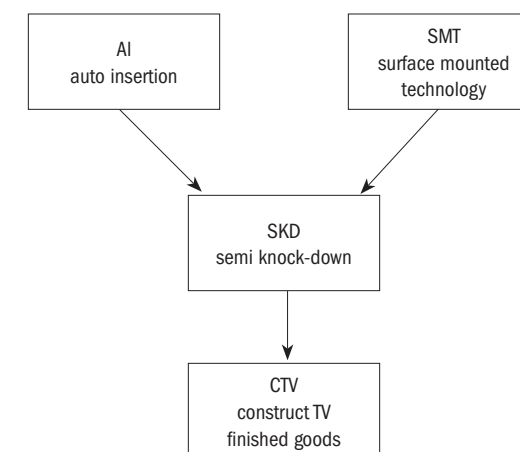 AI
auto insertion
SMT
surface mounted
technology
SKD
semi knock-down
CTV
construct TV
finished goods